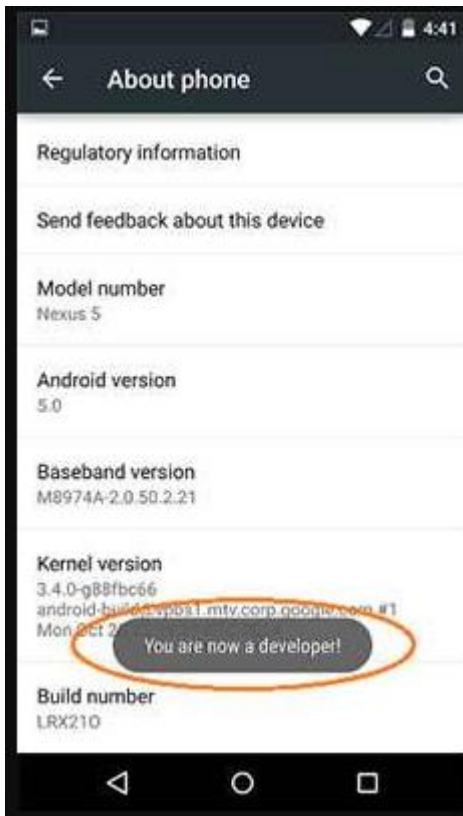 4:41
About phone
Regulatory information
Send feedback about this device
Model number
Nexus 5
Android version
5.0
Baseband version
M8974A-2.0.50.2.21
Kernel version
3.4.0-g88fbc66
#1
You are now a developer!
Build number
LRX21O